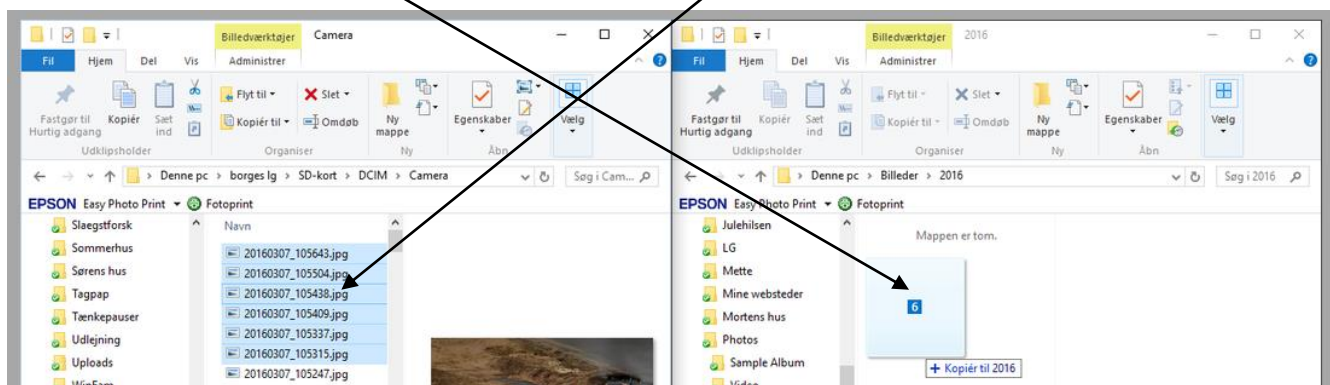 Billedværktøjer Camera
Fil Hjem Del Vis Administrer
Fastgør til Hurtig adgang
Kopiér
Sæt ind
Flyt til
Kopiér til
Slet
Omdøb
Ny mappe
Egenskaber
Vælg
Udklipsholder Organiser Ny Åbn
Denne pc > borges lg > SD-kort > DCIM > Camera
Søg i Cam...
EPSON Easy Photo Print Fotoprint
Slaegstforsk
Sommerhus
Sørens hus
Tagpap
Tænkepauser
Udlejning
Uploads
WinFam
Navn
20160307_105643.jpg
20160307_105504.jpg
20160307_105438.jpg
20160307_105409.jpg
20160307_105337.jpg
20160307_105315.jpg
20160307_105247.jpg
Billedværktøjer 2016
Fil Hjem Del Vis Administrer
Fastgør til Hurtig adgang
Kopiér
Sæt ind
Flyt til
Kopiér til
Slet
Omdøb
Ny mappe
Egenskaber
Vælg
Udklipsholder Organiser Ny Åbn
Denne pc > Billeder > 2016
Søg i 2016
EPSON Easy Photo Print Fotoprint
Julehilsen
LG
Mette
Mine websteder
Mortens hus
Photos
Sample Album
Video
Mappen er tom.
6
+ Kopiér til 2016